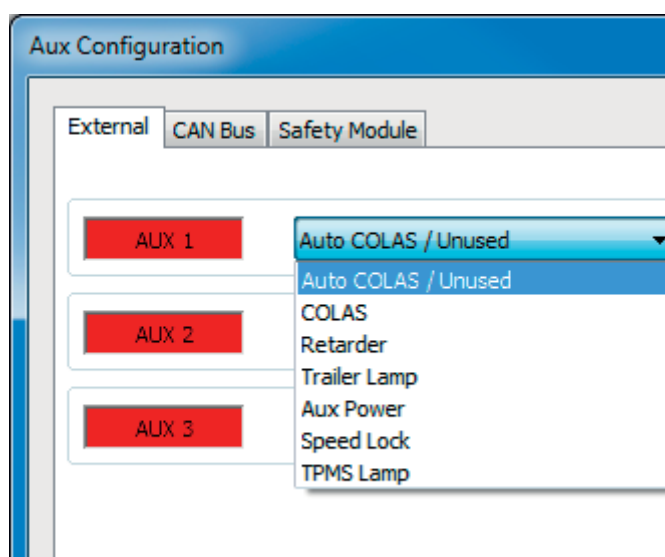 Aux Configuration
External CAN Bus Safety Module
AUX 1 Auto COLAS / Unused
Auto COLAS / Unused
COLAS
AUX 2
Retarder
Trailer Lamp
Aux Power
AUX 3
Speed Lock
TPMS Lamp